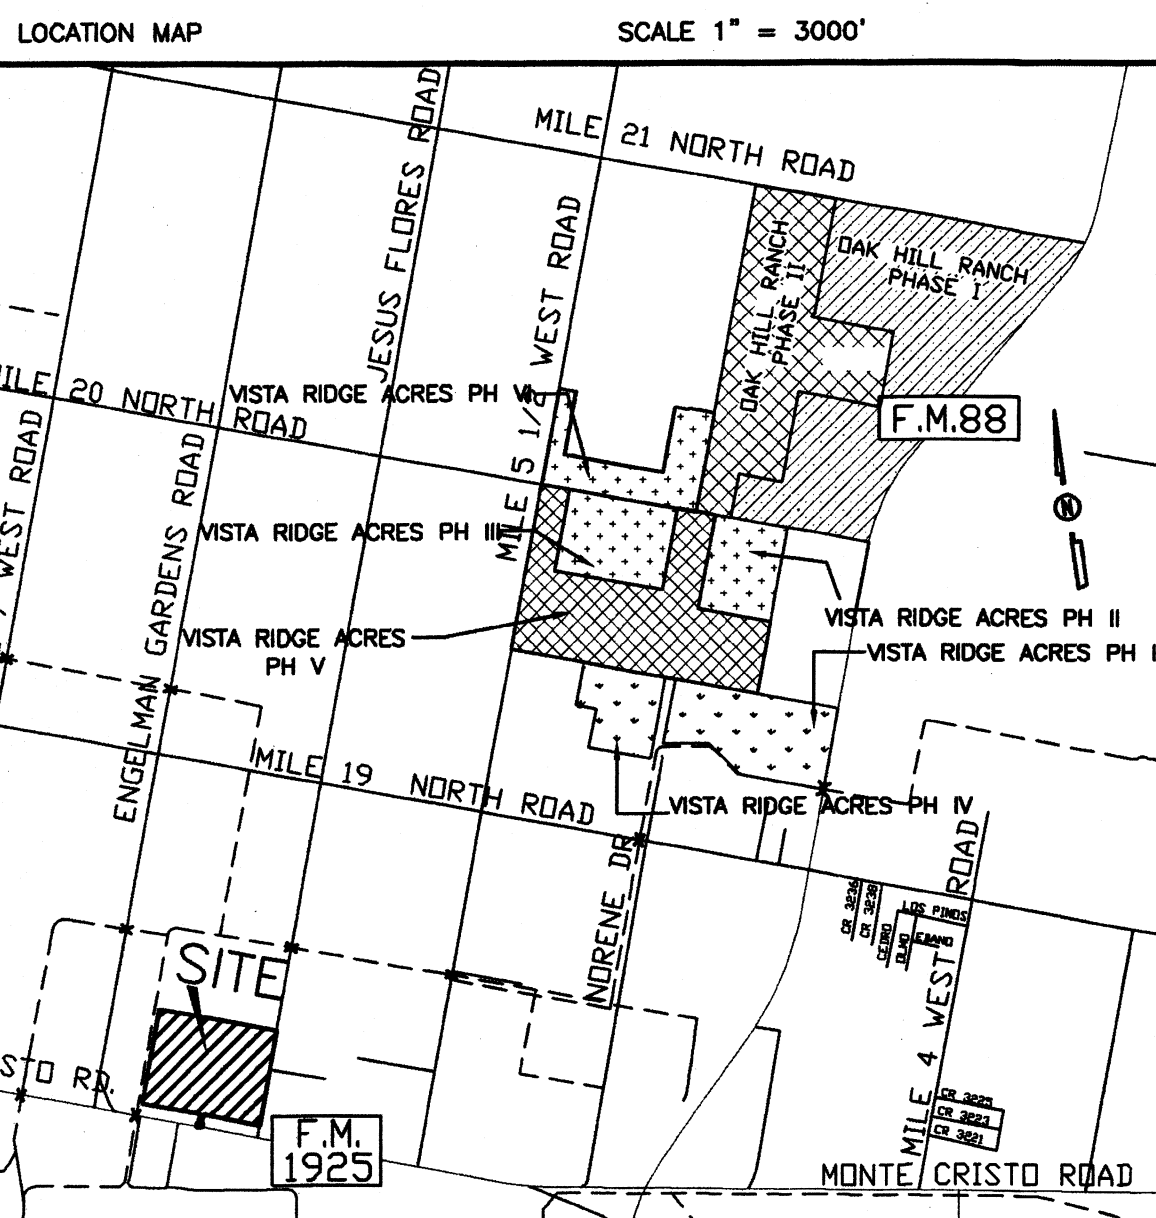 LOCATION MAP
SCALE 1" = 3000'
MILE 21 NORTH ROAD
JESUS FLORES ROAD
WEST ROAD
OAK HILL RANCH
PHASE I
OAK HILL RANCH
PHASE II
MILE 5 1/2
VISTA RIDGE ACRES PH VI
ILE 20 NORTH ROAD
F.M.88
WEST ROAD
N
VISTA RIDGE ACRES PH III
ENGELMAN GARDENS ROAD
VISTA RIDGE ACRES PH II
VISTA RIDGE ACRES
PH V
VISTA RIDGE ACRES PH I
MILE 19 NORTH ROAD
VISTA RIDGE ACRES PH IV
NORENE DR
MILE 4 WEST ROAD
CR 3236
CR 3238
CEDRO
OLMO
LOS PINOS
EBANO
SITE
STO RD.
CR 3225
CR 3223
CR 3221
F.M.
1925
MONTE CRISTO ROAD